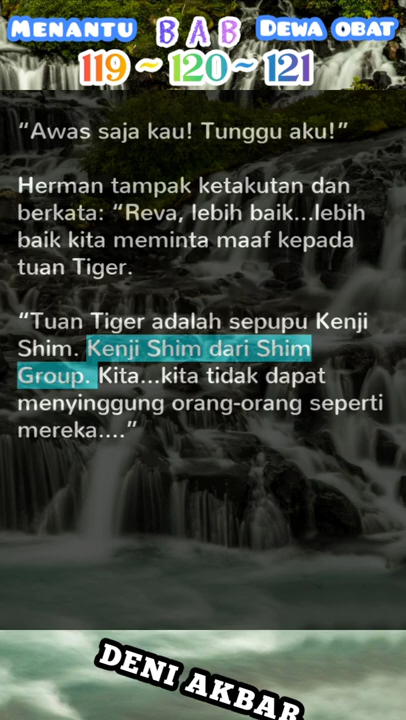 MENANTU BAB DEWA OBAT
119 ~ 120 ~ 121
“Awas saja kau! Tunggu aku!”
Herman tampak ketakutan dan
berkata: “Reva, lebih baik...lebih
baik kita meminta maaf kepada
tuan Tiger.
“Tuan Tiger adalah sepupu Kenji
Shim. Kenji Shim dari Shim
Group. Kita...kita tidak dapat
menyinggung orang-orang seperti
mereka....”
DENI AKBAR